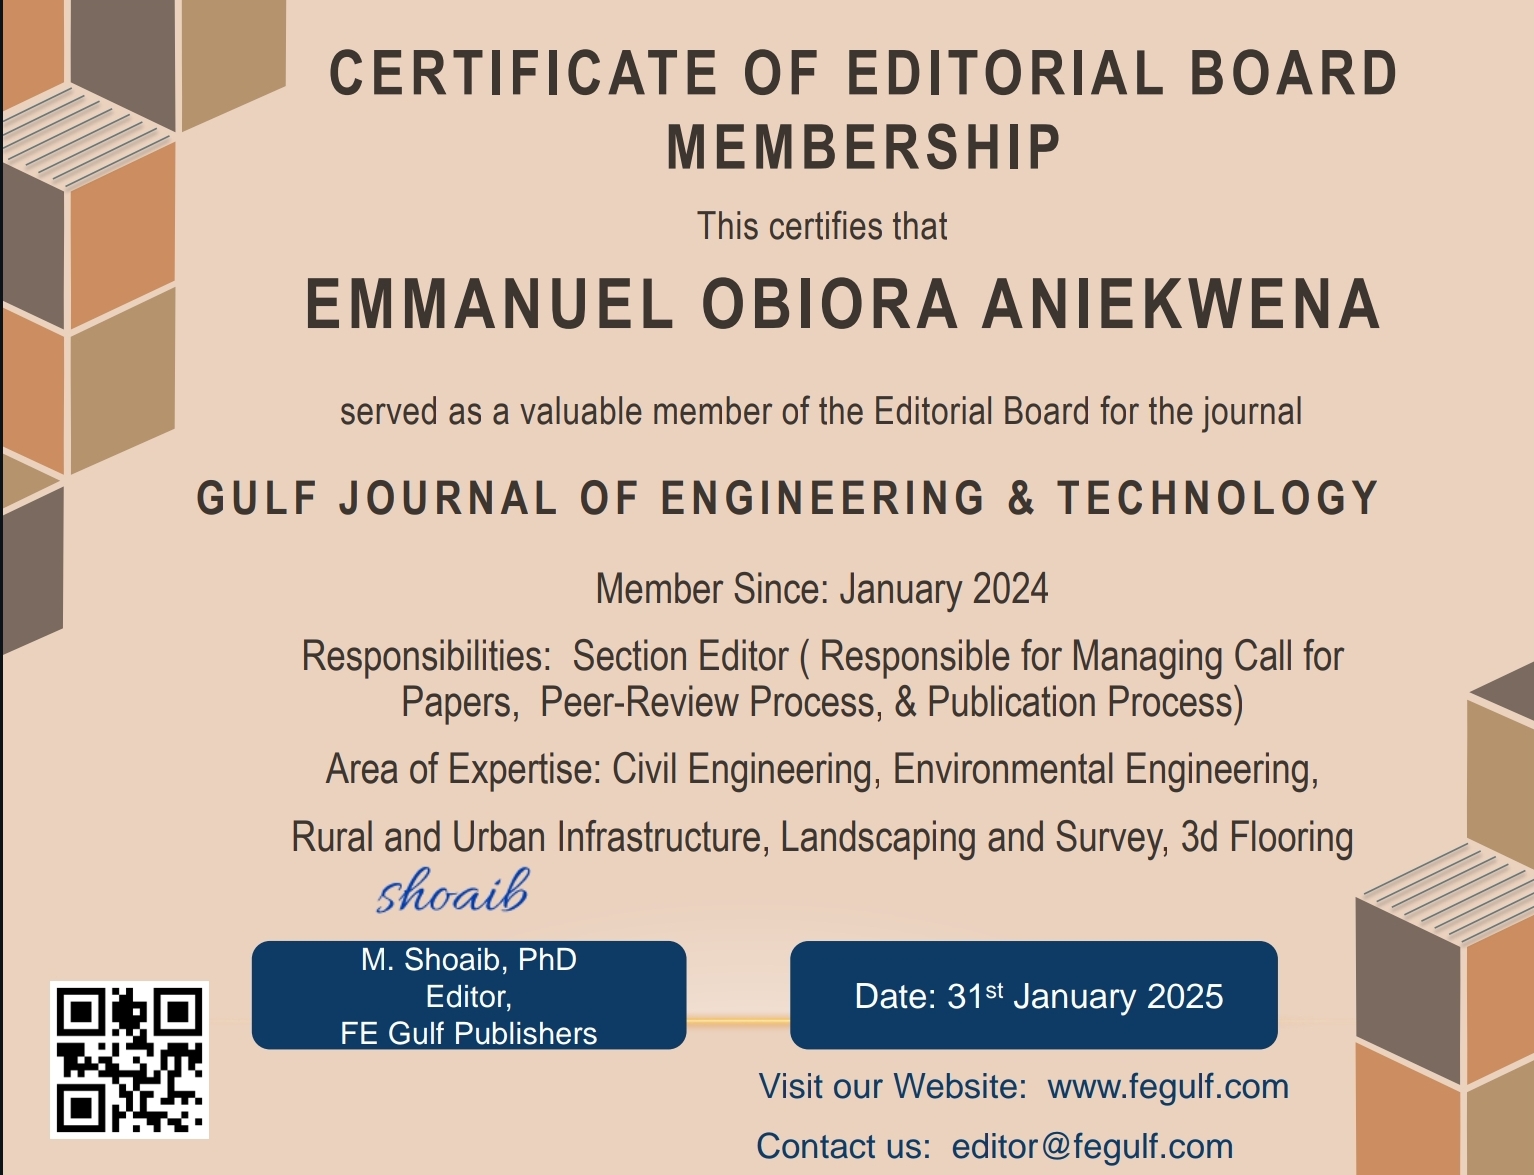 CERTIFICATE OF EDITORIAL BOARD
MEMBERSHIP
This certifies that
EMMANUEL OBIORA ANIEKWENA
served as a valuable member of the Editorial Board for the journal
GULF JOURNAL OF ENGINEERING & TECHNOLOGY
Member Since: January 2024
Responsibilities:  Section Editor ( Responsible for Managing Call for
Papers,  Peer-Review Process, & Publication Process)
Area of Expertise: Civil Engineering, Environmental Engineering,
Rural and Urban Infrastructure, Landscaping and Survey, 3d Flooring
shoaib
M. Shoaib, PhD
Editor,
FE Gulf Publishers
Date: 31st January 2025
Visit our Website:  www.fegulf.com
Contact us:  editor@fegulf.com